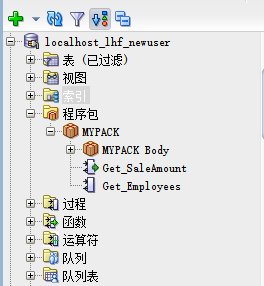 localhost_lhf_newuser
表 (已过滤)
视图
索引
程序包
MYPACK
MYPACK Body
Get_SaleAmount
Get_Employees
过程
函数
运算符
队列
队列表